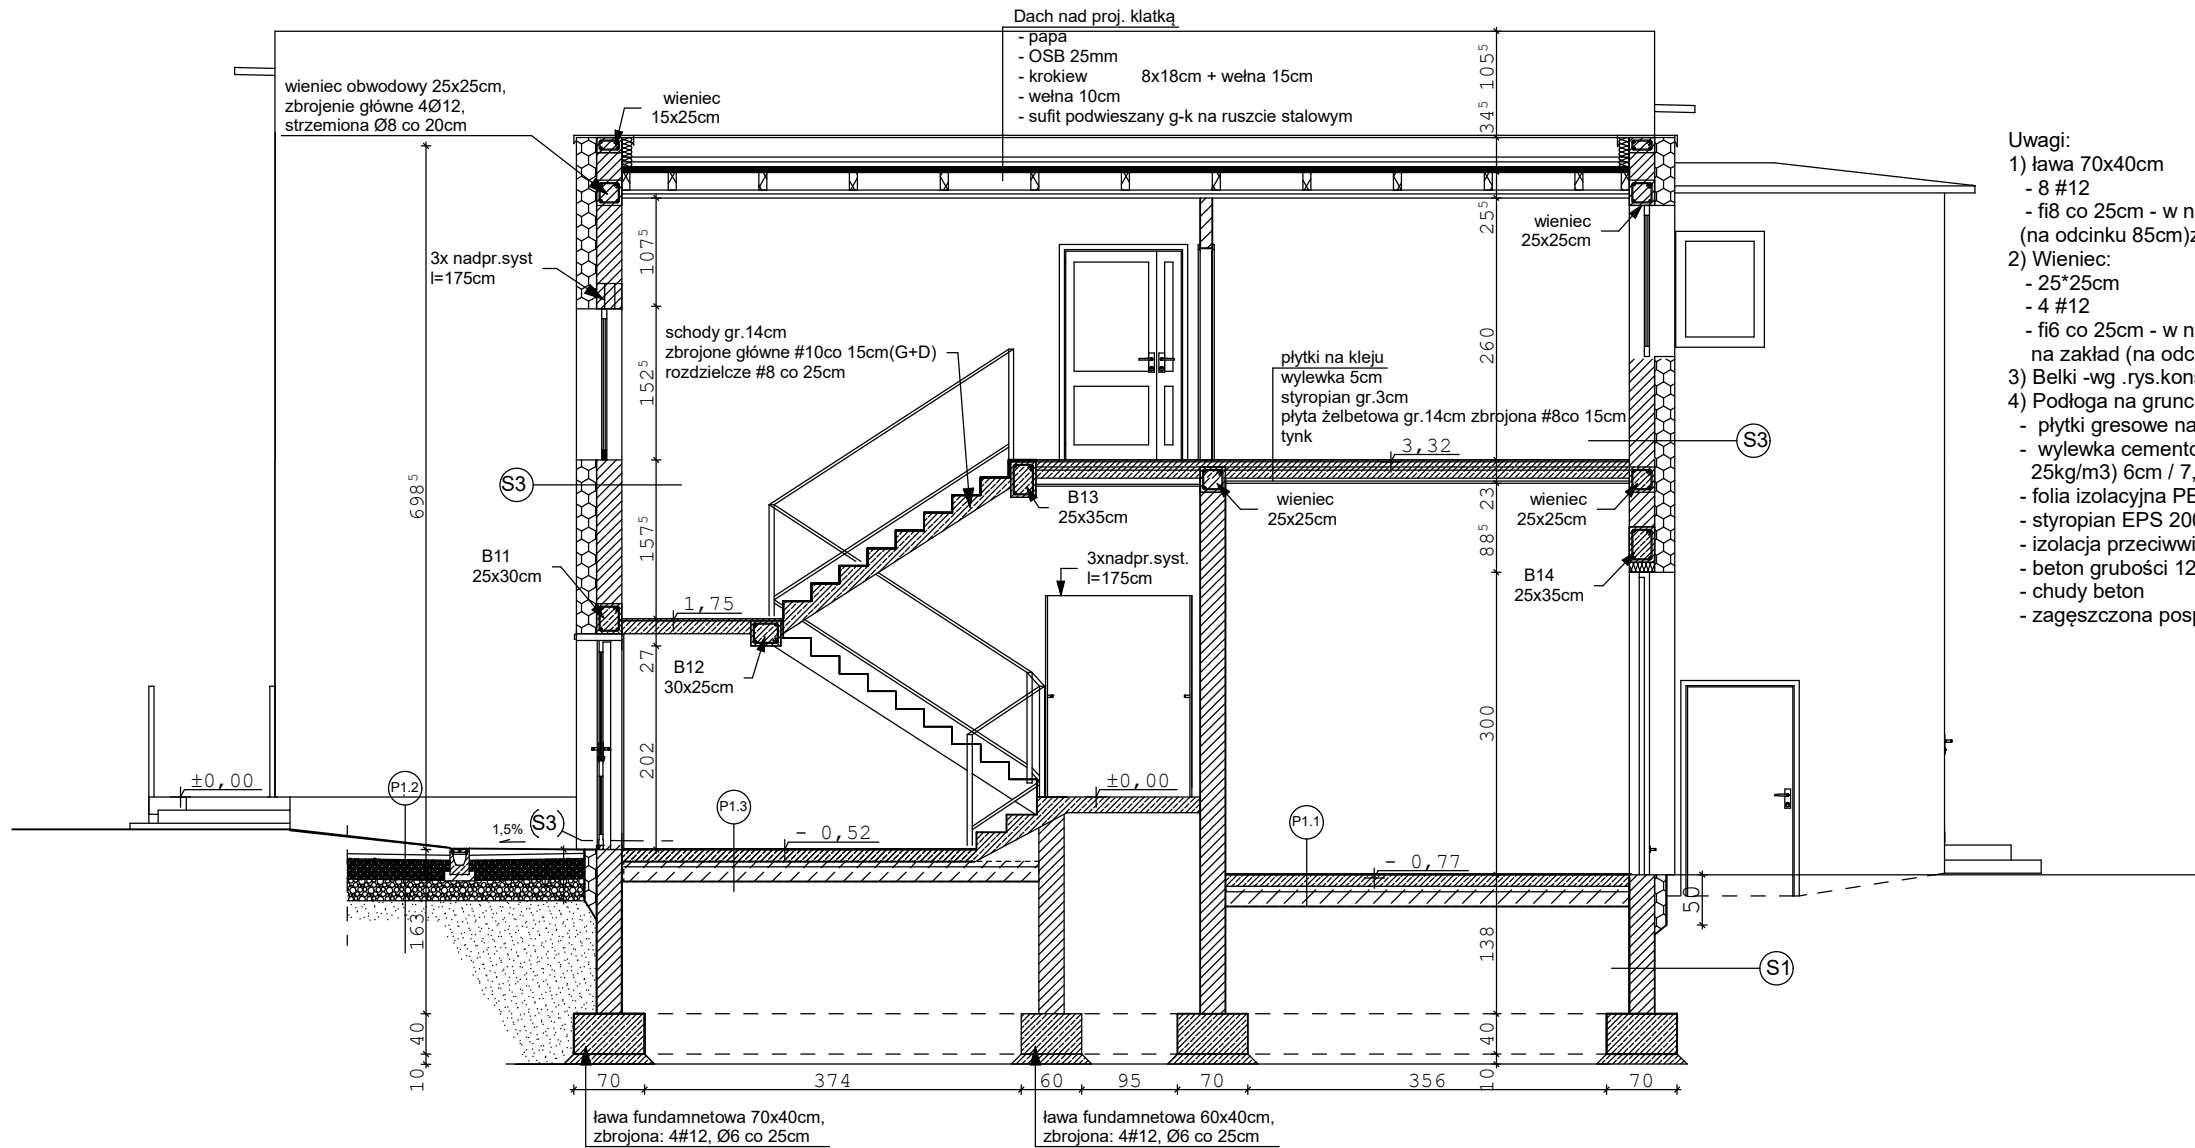 Dach nad proj. klatką
- papa
- OSB 25mm
- krokiew 8x18cm + wełna 15cm
- wełna 10cm
- sufit podwieszany g-k na ruszcie stalowym
wieniec obwodowy 25x25cm,
zbrojenie główne 4Ø12,
strzemiona Ø8 co 20cm
wieniec
15x25cm
105⁵
34⁵
Uwagi:
1) ława 70x40cm
- 8 #12
- fi8 co 25cm - w n
(na odcinku 85cm)z
2) Wieniec:
- 25*25cm
- 4 #12
- fi6 co 25cm - w n
na zakład (na odc
3) Belki -wg .rys.kons
4) Podłoga na grunc
- płytki gresowe na
- wylewka cemento
25kg/m3) 6cm / 7,
- folia izolacyjna PE
- styropian EPS 200
- izolacja przeciwwi
- beton grubości 12
- chudy beton
- zagęszczona posp
3x nadpr.syst
l=175cm
107⁵
255⁵
wieniec
25x25cm
schody gr.14cm
zbrojone główne #10co 15cm(G+D)
rozdzielcze #8 co 25cm
152⁵
260
płytki na kleju
wylewka 5cm
styropian gr.3cm
płyta żelbetowa gr.14cm zbrojona #8co 15cm
tynk
3,32
S3
S3
698⁵
157⁵
B13
25x35cm
wieniec
25x25cm
23
wieniec
25x25cm
88⁵
B11
25x30cm
3xnadpr.syst.
l=175cm
B14
25x35cm
1,75
27
B12
30x25cm
202
300
±0,00
P1.2
P1.3
±0,00
P1.1
1,5%
S3
- 0,52
- 0,77
50
163
138
S1
40
40
10
10
70
374
60
95
70
356
70
ława fundamnetowa 70x40cm,
zbrojona: 4#12, Ø6 co 25cm
ława fundamnetowa 60x40cm,
zbrojona: 4#12, Ø6 co 25cm